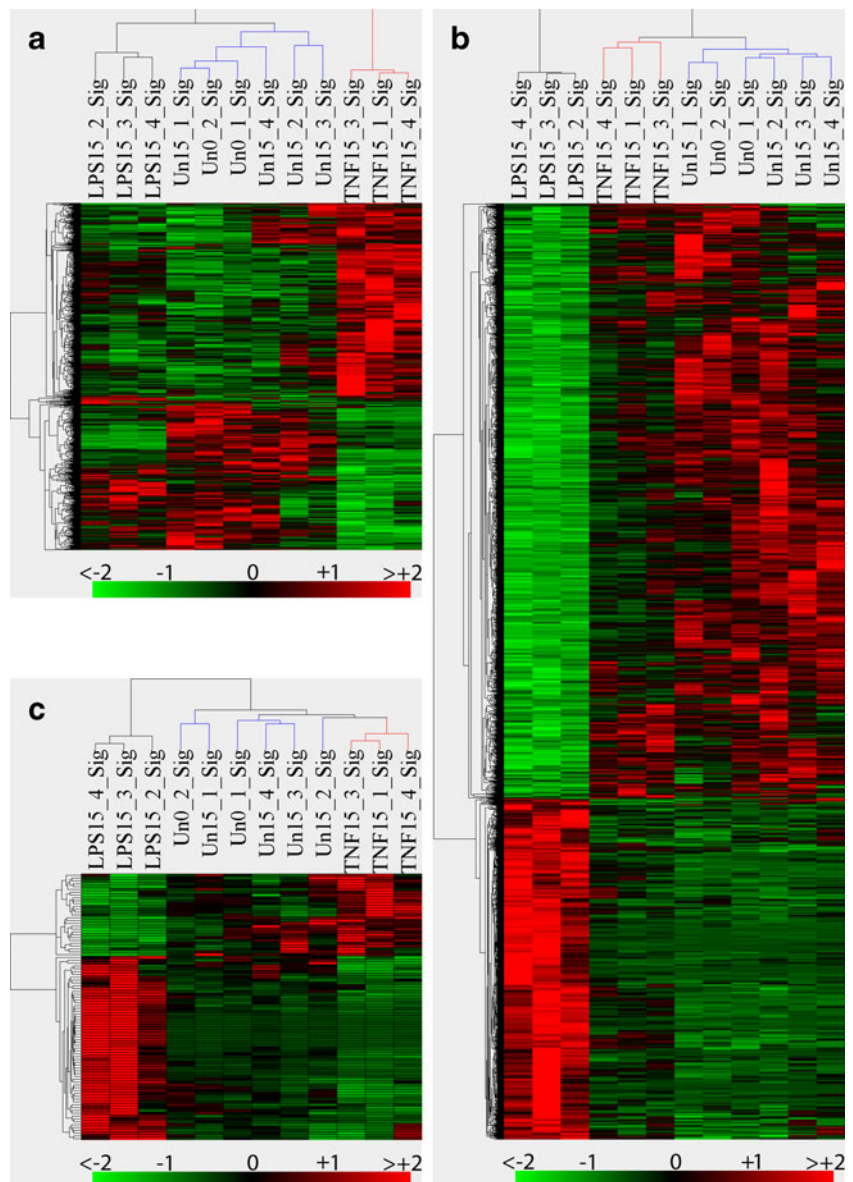 a
LPS15_2_Sig
LPS15_3_Sig
LPS15_4_Sig
Un15_1_Sig
Un0_2_Sig
Un0_1_Sig
Un15_4_Sig
Un15_2_Sig
Un15_3_Sig
TNF15_3_Sig
TNF15_1_Sig
TNF15_4_Sig
<-2 -1 0 +1 >+2
b
LPS15_4_Sig
LPS15_3_Sig
LPS15_2_Sig
TNF15_4_Sig
TNF15_1_Sig
TNF15_3_Sig
Un15_1_Sig
Un0_2_Sig
Un0_1_Sig
Un15_2_Sig
Un15_3_Sig
Un15_4_Sig
<-2 -1 0 +1 >+2
c
LPS15_4_Sig
LPS15_3_Sig
LPS15_2_Sig
Un0_2_Sig
Un15_1_Sig
Un0_1_Sig
Un15_4_Sig
Un15_3_Sig
Un15_2_Sig
TNF15_3_Sig
TNF15_1_Sig
TNF15_4_Sig
<-2 -1 0 +1 >+2